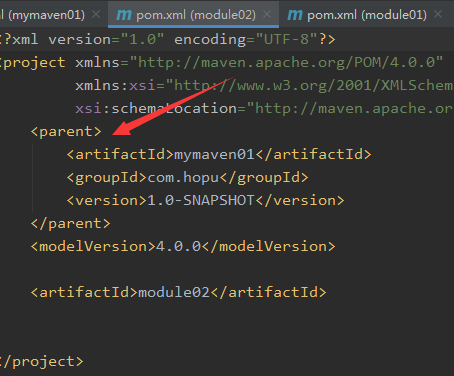 l (mymaven01) × pom.xml (module02) × pom.xml (module01) ×
<?xml version="1.0" encoding="UTF-8"?>
<project xmlns="http://maven.apache.org/POM/4.0.0"
xmlns:xsi="http://www.w3.org/2001/XMLSchem
xsi:schemaLocation="http://maven.apache.or
<parent>
<artifactId>mymaven01</artifactId>
<groupId>com.hopu</groupId>
<version>1.0-SNAPSHOT</version>
</parent>
<modelVersion>4.0.0</modelVersion>
<artifactId>module02</artifactId>
</project>